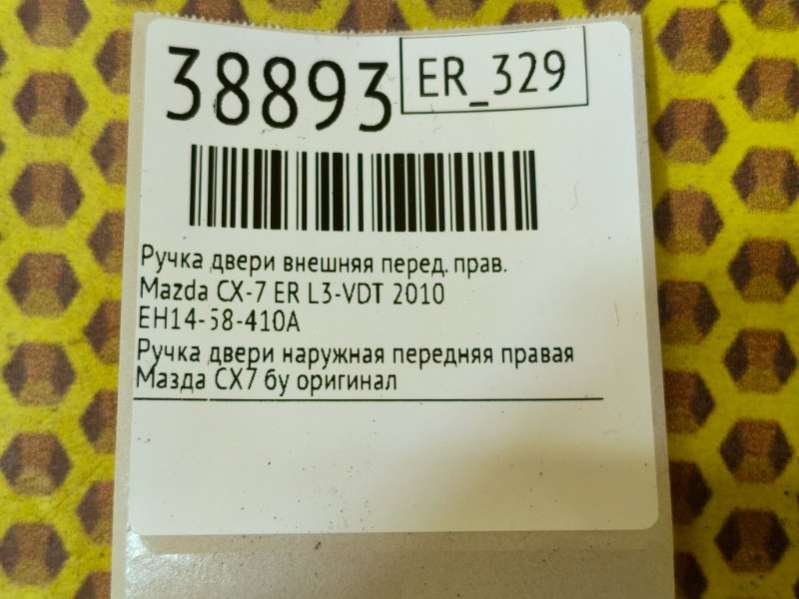 38893
ER_329
Ручка двери внешняя перед. прав.
Mazda CX-7 ER L3-VDT 2010
EH14-58-410A
Ручка двери наружная передняя правая
Мазда СХ7 бу оригинал